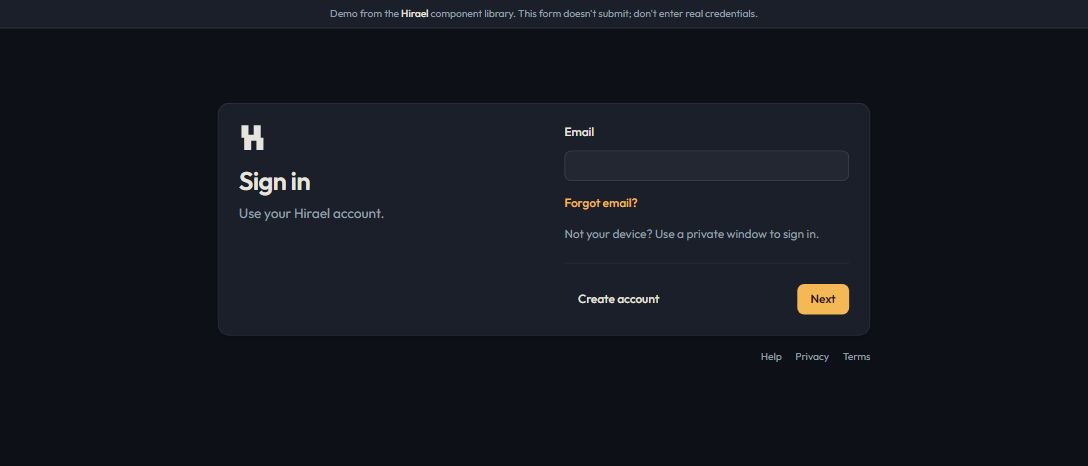 Demo from the Hirael component library. This form doesn't submit; don't enter real credentials.
H
Sign in
Use your Hirael account.
Email
Forgot email?
Not your device? Use a private window to sign in.
Create account
Next
Help Privacy Terms